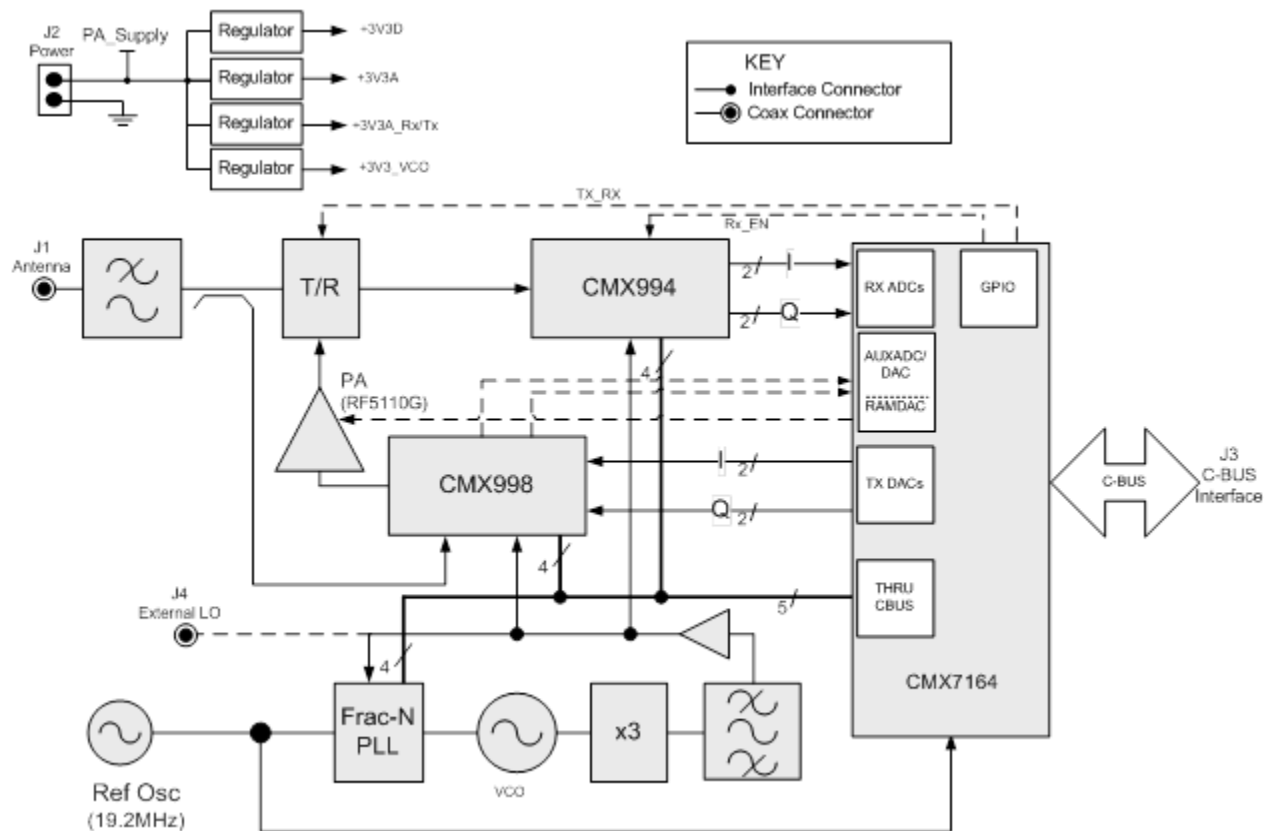 J2
Power
PA_Supply
Regulator
+3V3D
Regulator
+3V3A
Regulator
+3V3A_Rx/Tx
Regulator
+3V3_VCO
KEY
Interface Connector
Coax Connector
TX_RX
Rx_EN
J1
Antenna
T/R
CMX994
2
I
2
Q
RX ADCs
GPIO
4
AUXADC/
DAC
RAMDAC
PA
(RF5110G)
CMX998
I
2
Q
2
TX DACs
C-BUS
J3
C-BUS
Interface
4
5
THRU
CBUS
J4
External LO
4
CMX7164
Frac-N
PLL
x3
VCO
Ref Osc
(19.2MHz)